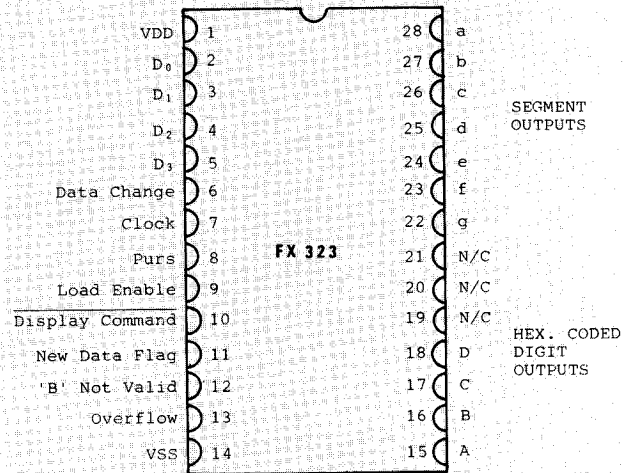 VDD 1 28 a
D₀ 2 27 b
D₁ 3 26 c
SEGMENT
D₂ 4 25 d
OUTPUTS
D₃ 5 24 e
Data Change 6 23 f
Clock 7 22 g
Purs 8 FX 323 21 N/C
Load Enable 9 20 N/C
Display Command 10 19 N/C
HEX. CODED
New Data Flag 11 18 D DIGIT
OUTPUTS
'B' Not Valid 12 17 C
Overflow 13 16 B
VSS 14 15 A